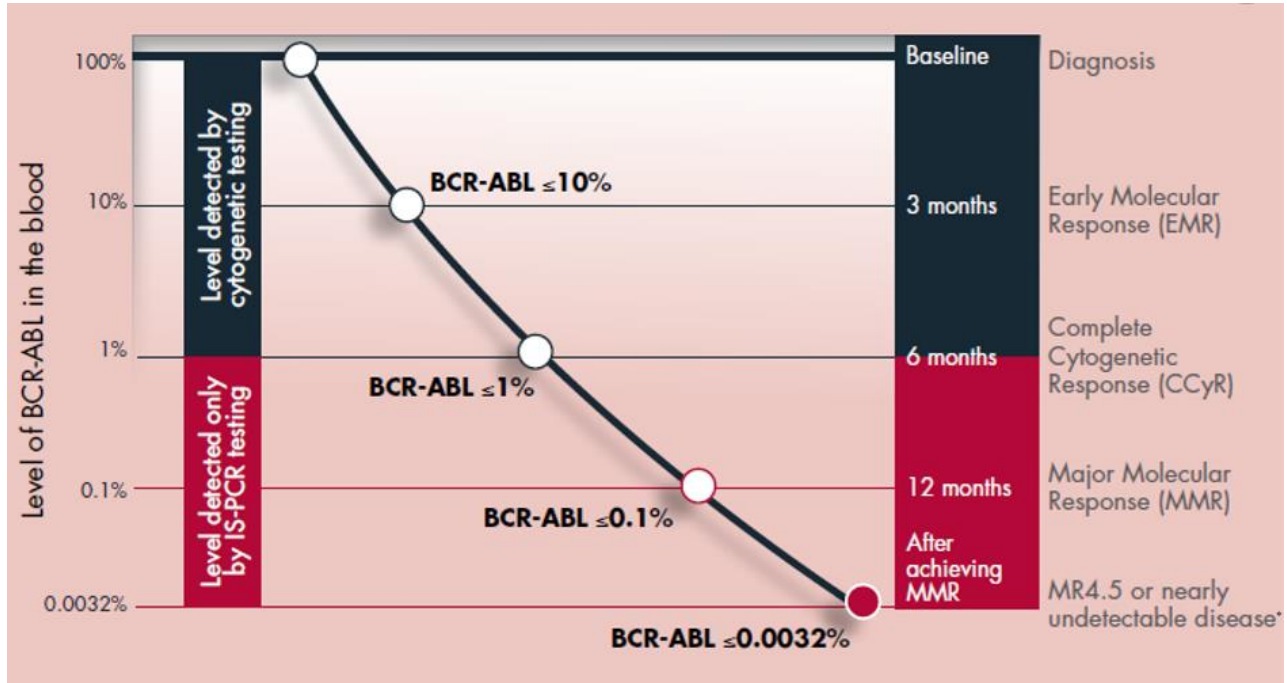 Level of BCR-ABL in the blood
100%
10%
1%
0.1%
0.0032%
Level detected by
cytogenetic testing
Level detected only
by IS-PCR testing
BCR-ABL ≤10%
BCR-ABL ≤1%
BCR-ABL ≤0.1%
BCR-ABL ≤0.0032%
Baseline
3 months
6 months
12 months
After
achieving
MMR
Diagnosis
Early Molecular
Response (EMR)
Complete
Cytogenetic
Response (CCyR)
Major Molecular
Response (MMR)
MR4.5 or nearly
undetectable disease*